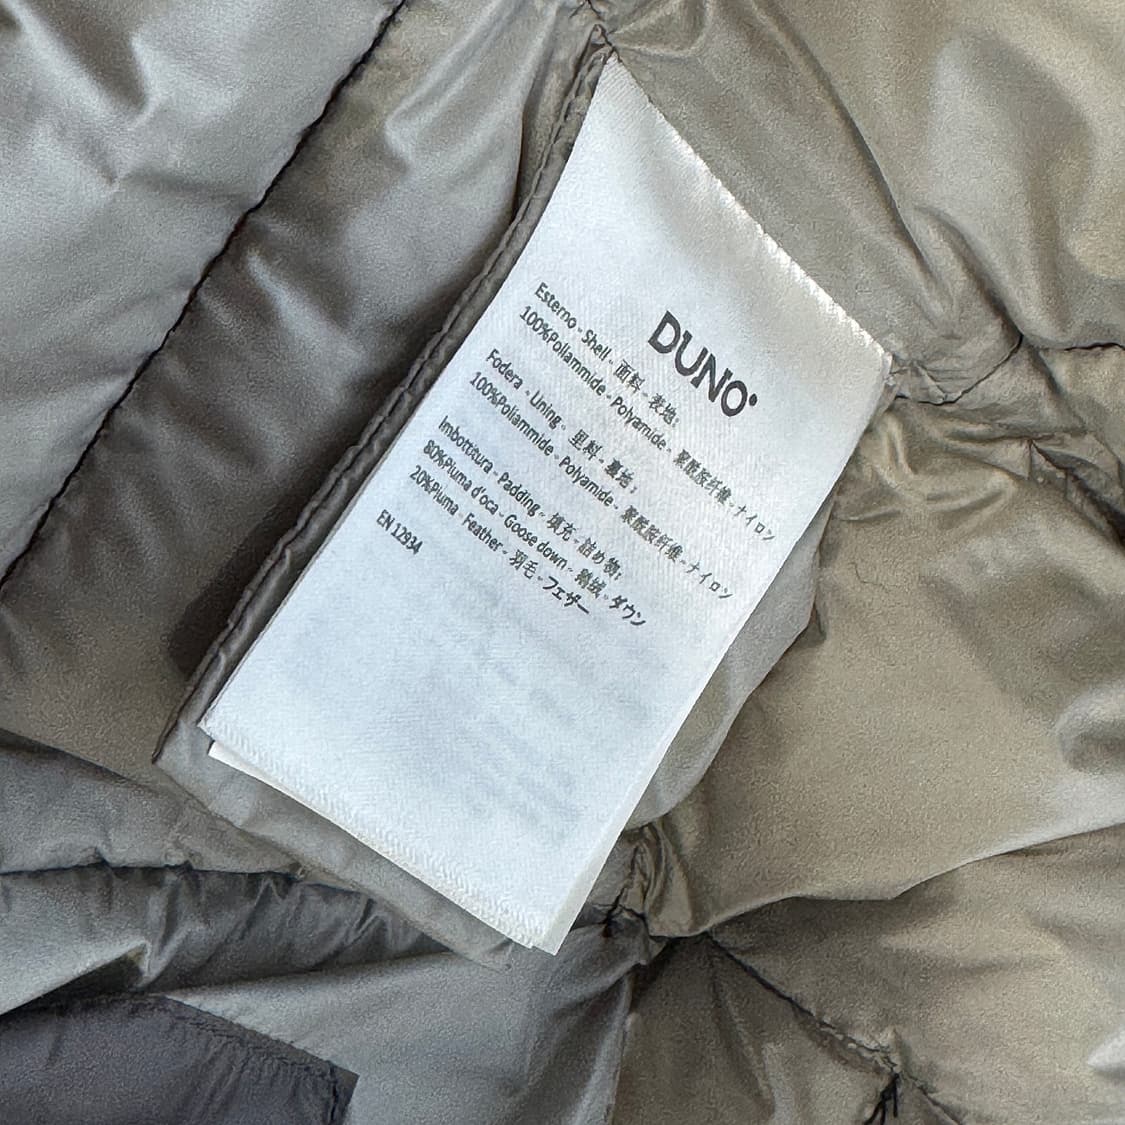 DUNO
Esterno - Shell - 面料 - 表地:
100%Poliammide - Polyamide - 聚酰胺纤维 - ナイロン
Fodera - Lining - 里料 - 裏地:
100%Poliammide - Polyamide - 聚酰胺纤维 - ナイロン
Imbottitura - Padding - 填充 - 詰め物:
80%Piuma d'oca - Goose down - 鹅绒 - ダウン
20%Piuma Feather - 羽毛 - フェザー
EN 12934